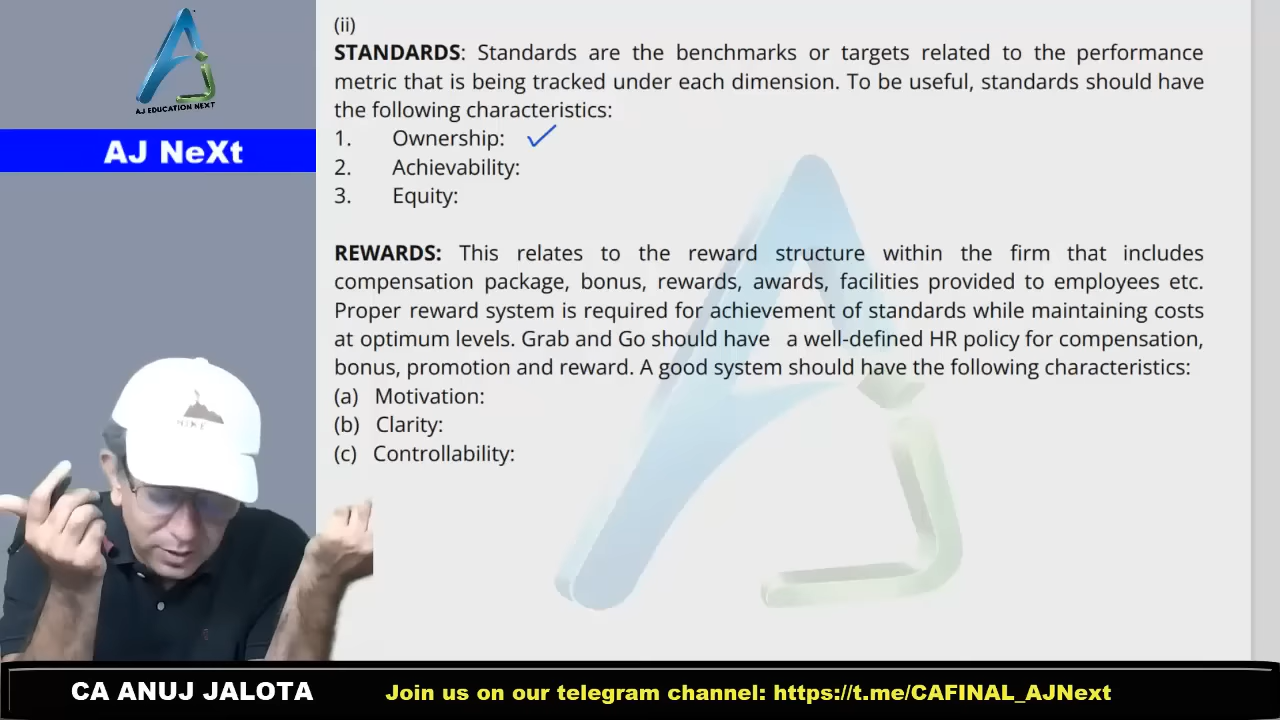 AJ EDUCATION NEXT
AJ NeXt
(ii)
STANDARDS: Standards are the benchmarks or targets related to the performance
metric that is being tracked under each dimension. To be useful, standards should have
the following characteristics:
1. Ownership:
2. Achievability:
3. Equity:
REWARDS: This relates to the reward structure within the firm that includes
compensation package, bonus, rewards, awards, facilities provided to employees etc.
Proper reward system is required for achievement of standards while maintaining costs
at optimum levels. Grab and Go should have a well-defined HR policy for compensation,
bonus, promotion and reward. A good system should have the following characteristics:
(a) Motivation:
(b) Clarity:
(c) Controllability:
CA ANUJ JALOTA
Join us on our telegram channel: https://t.me/CAFINAL_AJNext